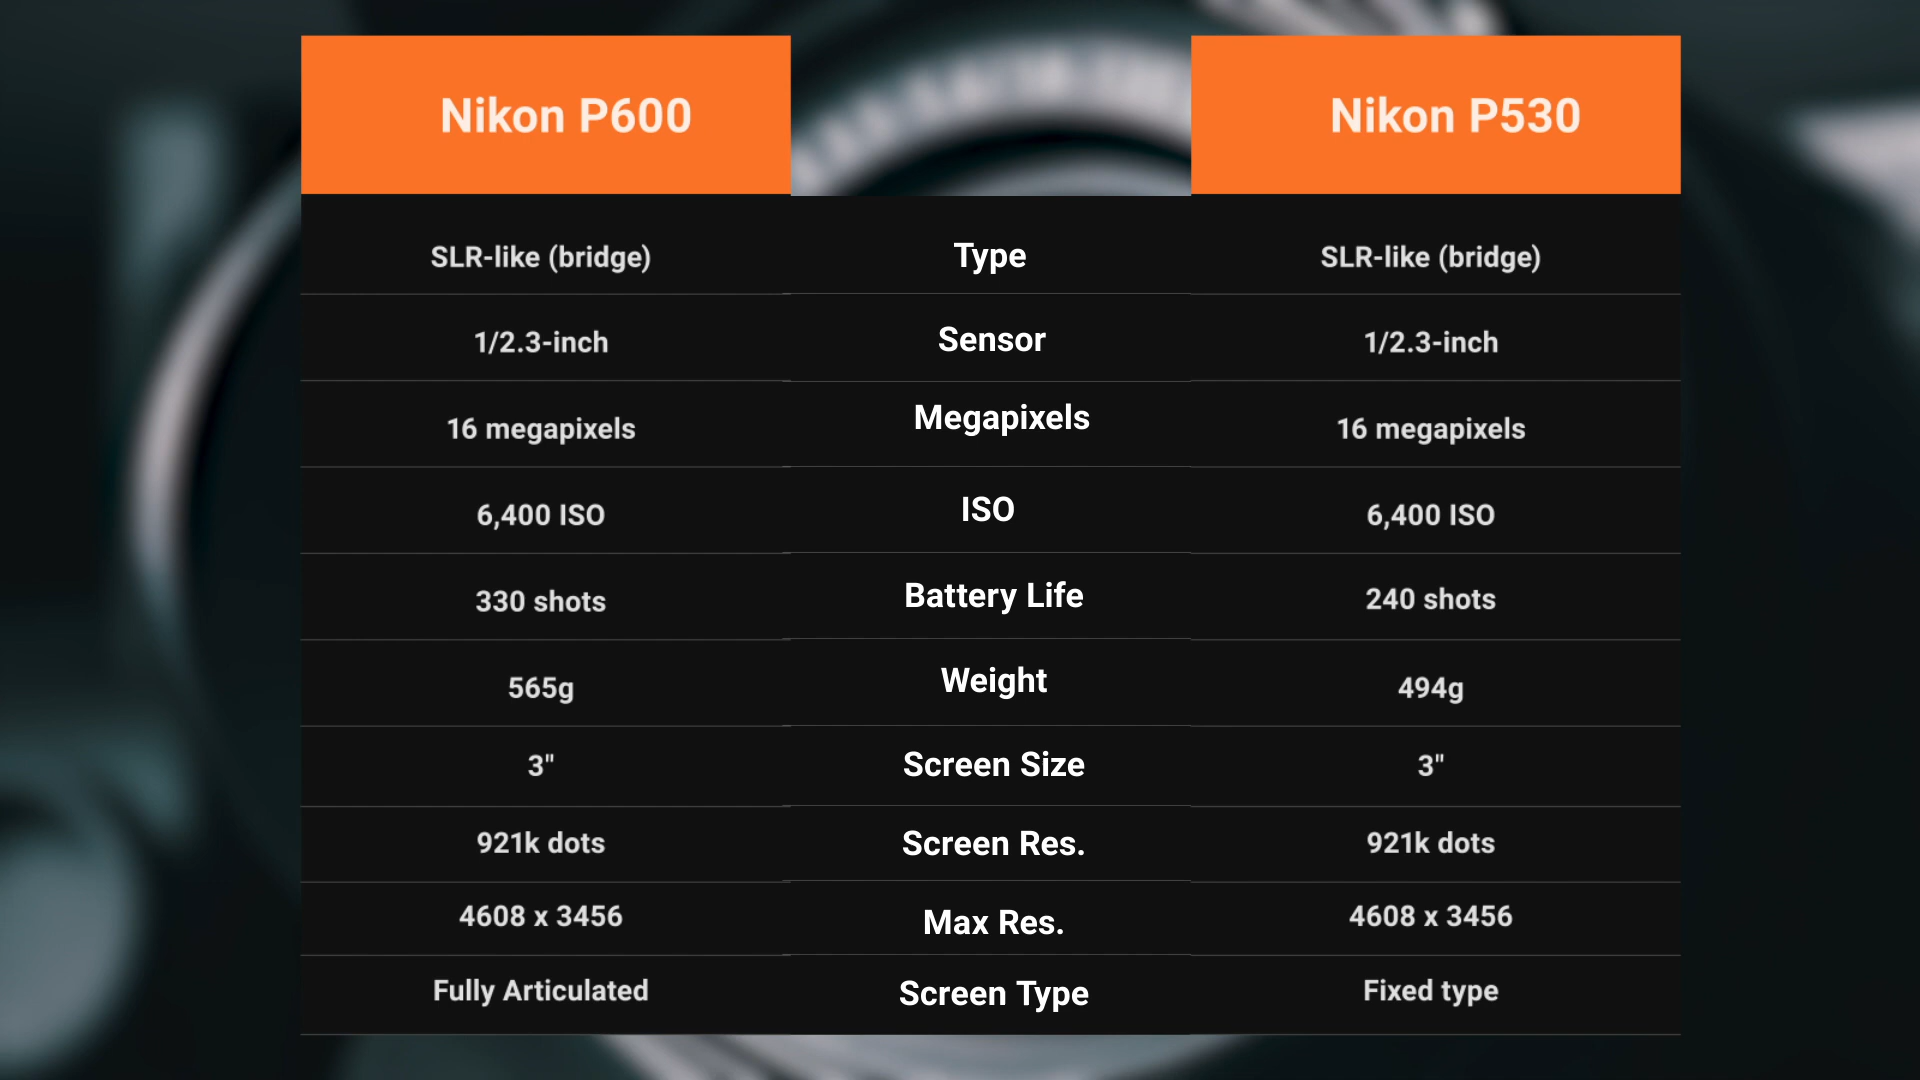 Nikon P600 Nikon P530
SLR-like (bridge) Type SLR-like (bridge)
1/2.3-inch Sensor 1/2.3-inch
16 megapixels Megapixels 16 megapixels
6,400 ISO ISO 6,400 ISO
330 shots Battery Life 240 shots
565g Weight 494g
3" Screen Size 3"
921k dots Screen Res. 921k dots
4608 x 3456 Max Res. 4608 x 3456
Fully Articulated Screen Type Fixed type